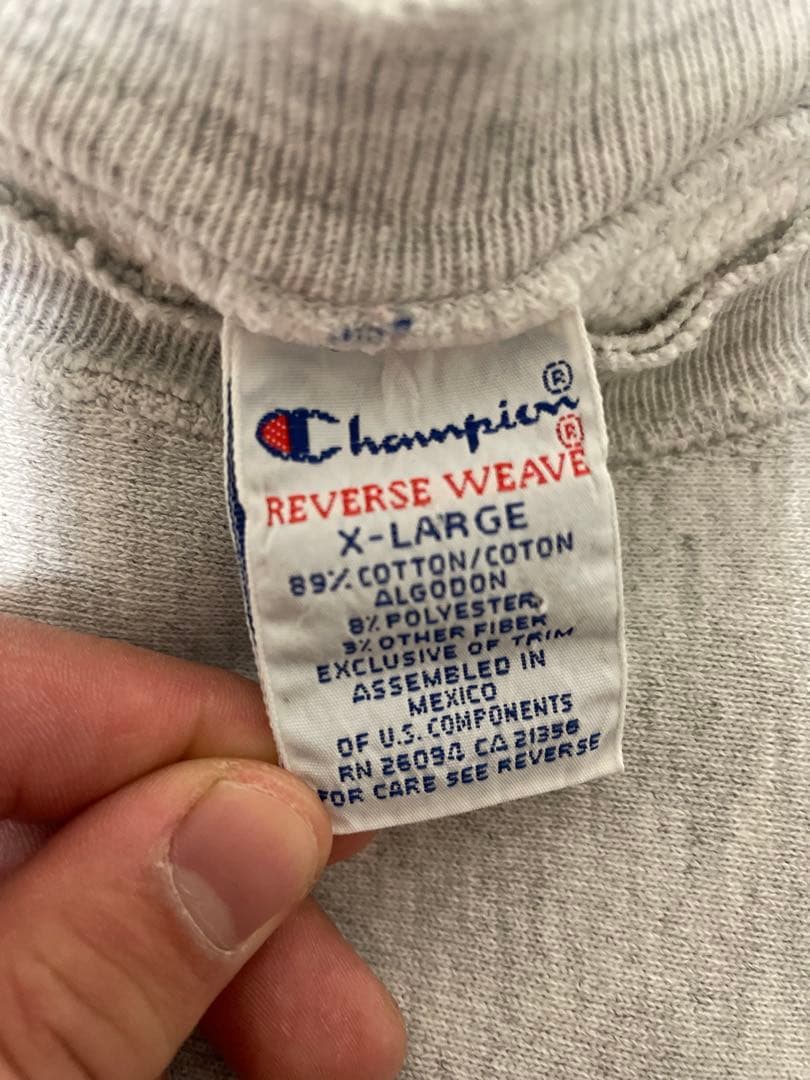 Champion®
REVERSE WEAVE®
X-LARGE
89% COTTON/COTON
ALGODON
8% POLYESTER,
3% OTHER FIBER
EXCLUSIVE OF TRIM
ASSEMBLED IN
MEXICO
OF U.S. COMPONENTS
RN 26094 CA 21356
FOR CARE SEE REVERSE